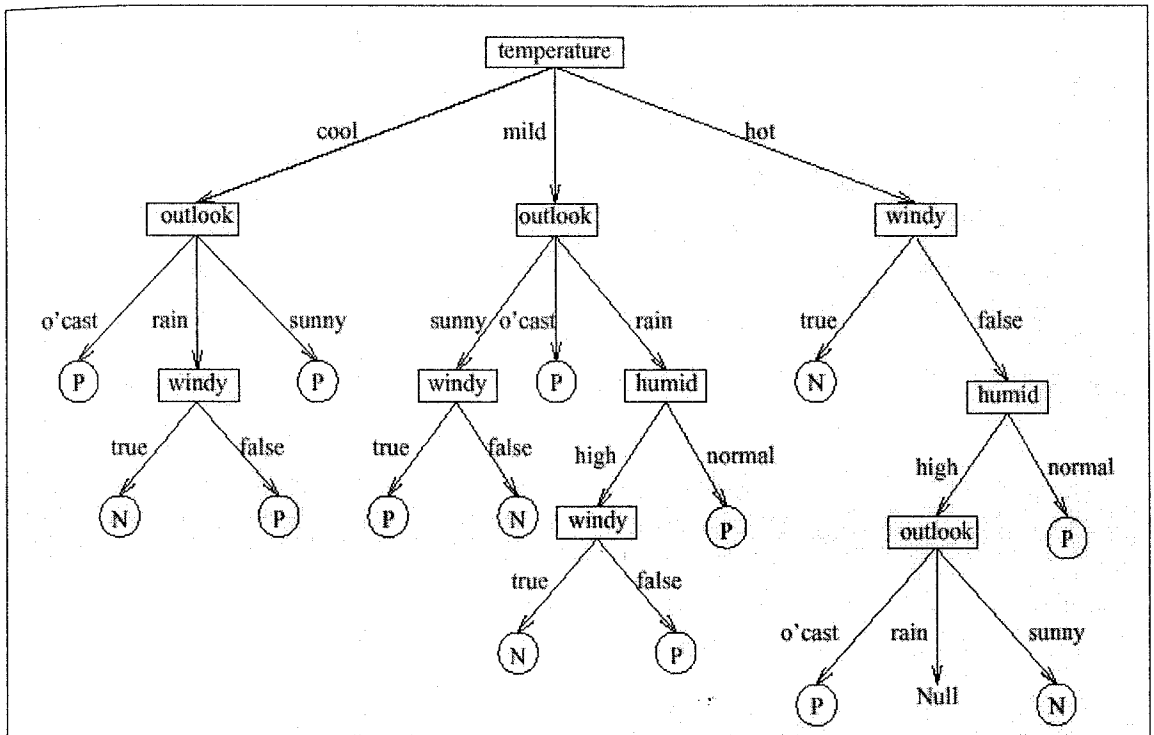 temperature
cool mild hot
outlook outlook windy
o'cast rain sunny sunny o'cast rain true false
P windy P windy P humid N humid
true false true false high normal high normal
N P P N windy P outlook P
true false o'cast rain sunny
N P P Null N